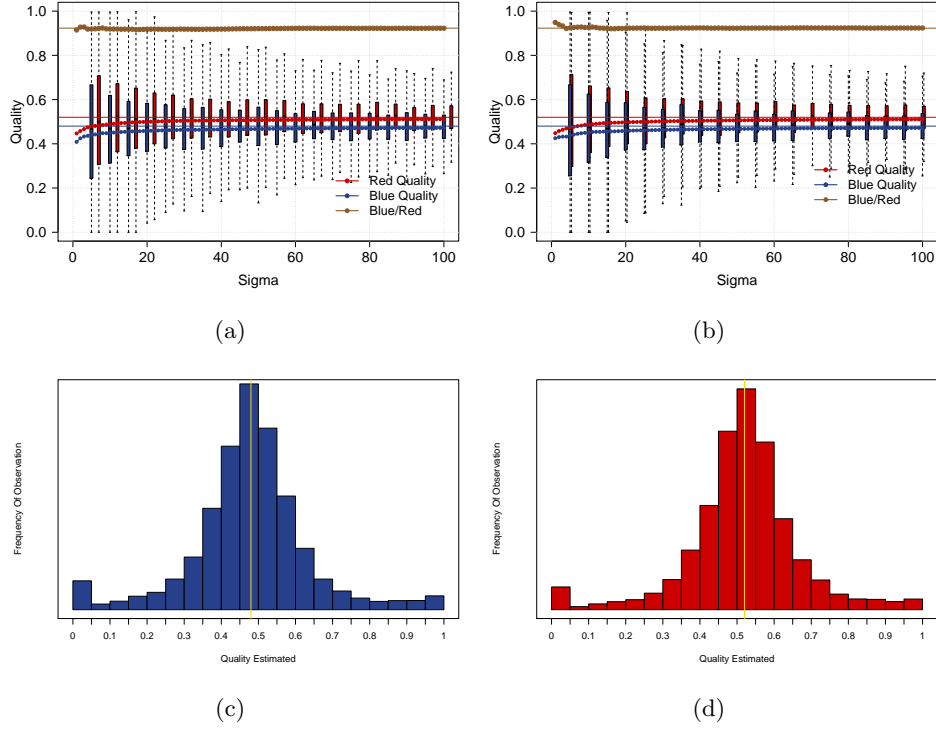 1.0
0.8
0.6
0.4
0.2
0.0
Quality
Red Quality
Blue Quality
Blue/Red
0 20 40 60 80 100
Sigma
(a)
1.0
0.8
0.6
0.4
0.2
0.0
Quality
Red Quality
Blue Quality
Blue/Red
0 20 40 60 80 100
Sigma
(b)
Frequency Of Observation
0 0.1 0.2 0.3 0.4 0.5 0.6 0.7 0.8 0.9 1
Quality Estimated
(c)
Frequency Of Observation
0 0.1 0.2 0.3 0.4 0.5 0.6 0.7 0.8 0.9 1
Quality Estimated
(d)